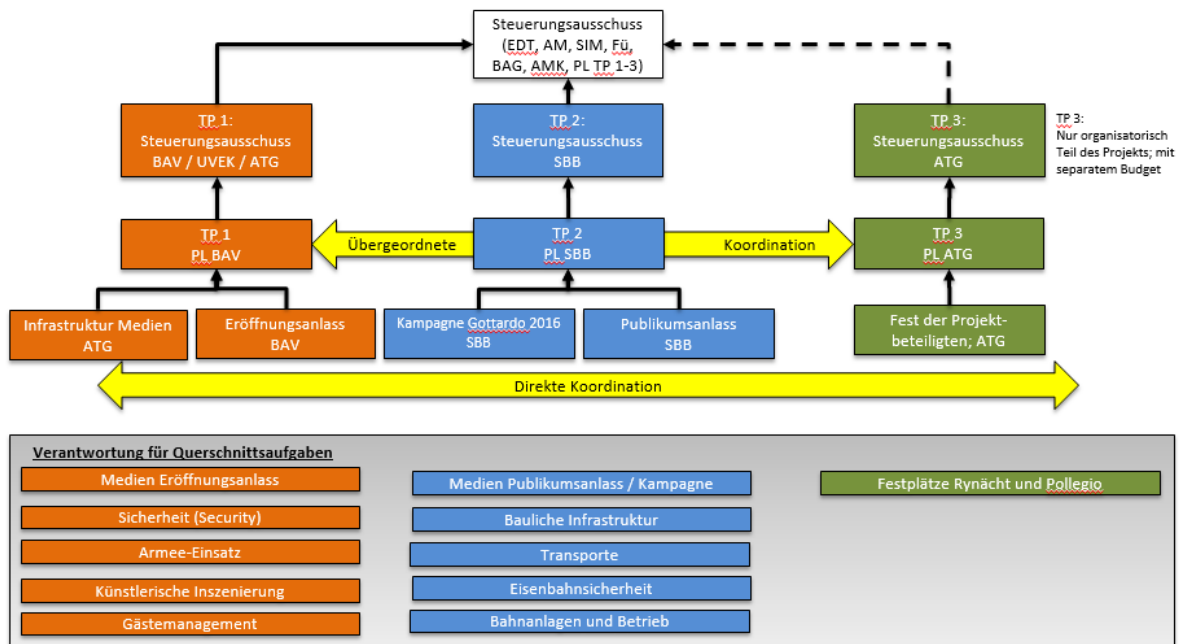 Steuerungsausschuss
(EDT, AM, SIM, Fü,
BAG, AMK, PL TP 1-3)
TP 1:
Steuerungsausschuss
BAV / UVEK / ATG
TP 2:
Steuerungsausschuss
SBB
TP 3:
Steuerungsausschuss
ATG
TP 3:
Nur organisatorisch
Teil des Projekts; mit
separatem Budget
TP 1
PL BAV
Übergeordnete
TP 2
PL SBB
Koordination
TP 3
PL ATG
Infrastruktur Medien
ATG
Eröffnungsanlass
BAV
Kampagne Gottardo 2016
SBB
Publikumsanlass
SBB
Fest der Projekt-
beteiligten; ATG
Direkte Koordination
Verantwortung für Querschnittsaufgaben
Medien Eröffnungsanlass
Sicherheit (Security)
Armee-Einsatz
Künstlerische Inszenierung
Gästemanagement
Medien Publikumsanlass / Kampagne
Bauliche Infrastruktur
Transporte
Eisenbahnsicherheit
Bahnanlagen und Betrieb
Festplätze Rynächt und Pollegio